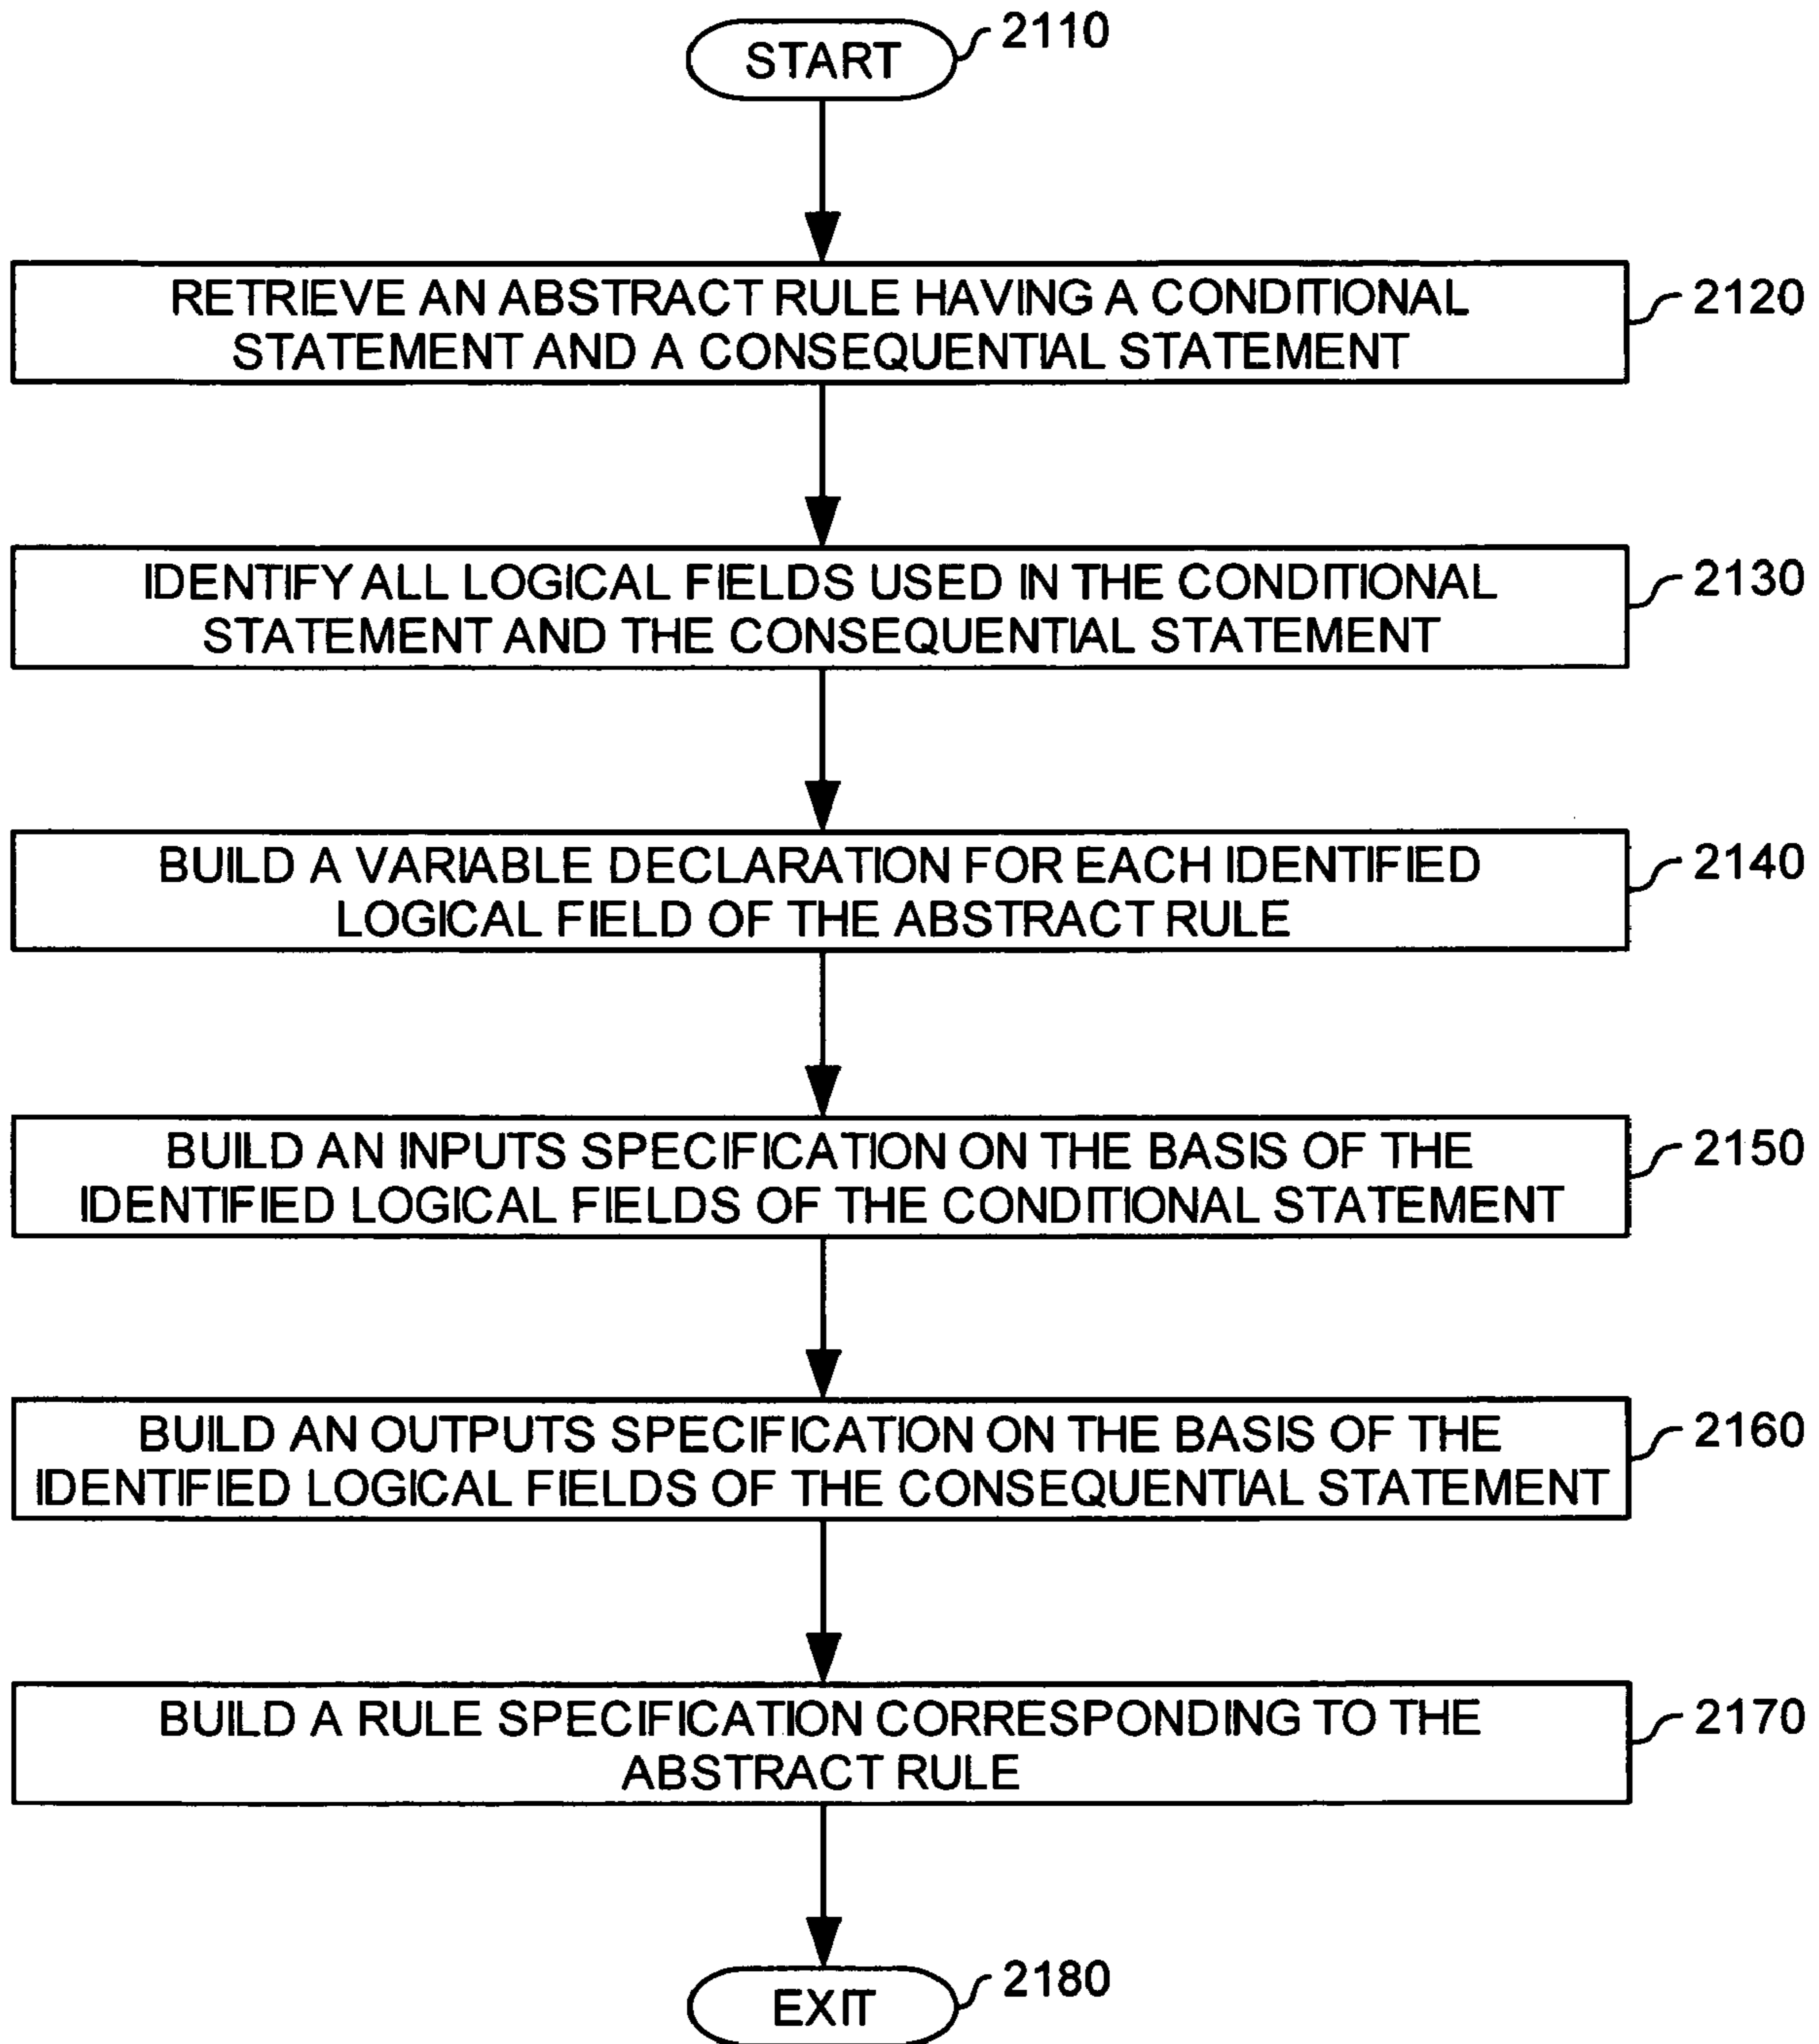 START
2110
RETRIEVE AN ABSTRACT RULE HAVING A CONDITIONAL
STATEMENT AND A CONSEQUENTIAL STATEMENT
2120
IDENTIFY ALL LOGICAL FIELDS USED IN THE CONDITIONAL
STATEMENT AND THE CONSEQUENTIAL STATEMENT
2130
BUILD A VARIABLE DECLARATION FOR EACH IDENTIFIED
LOGICAL FIELD OF THE ABSTRACT RULE
2140
BUILD AN INPUTS SPECIFICATION ON THE BASIS OF THE
IDENTIFIED LOGICAL FIELDS OF THE CONDITIONAL STATEMENT
2150
BUILD AN OUTPUTS SPECIFICATION ON THE BASIS OF THE
IDENTIFIED LOGICAL FIELDS OF THE CONSEQUENTIAL STATEMENT
2160
BUILD A RULE SPECIFICATION CORRESPONDING TO THE
ABSTRACT RULE
2170
EXIT
2180